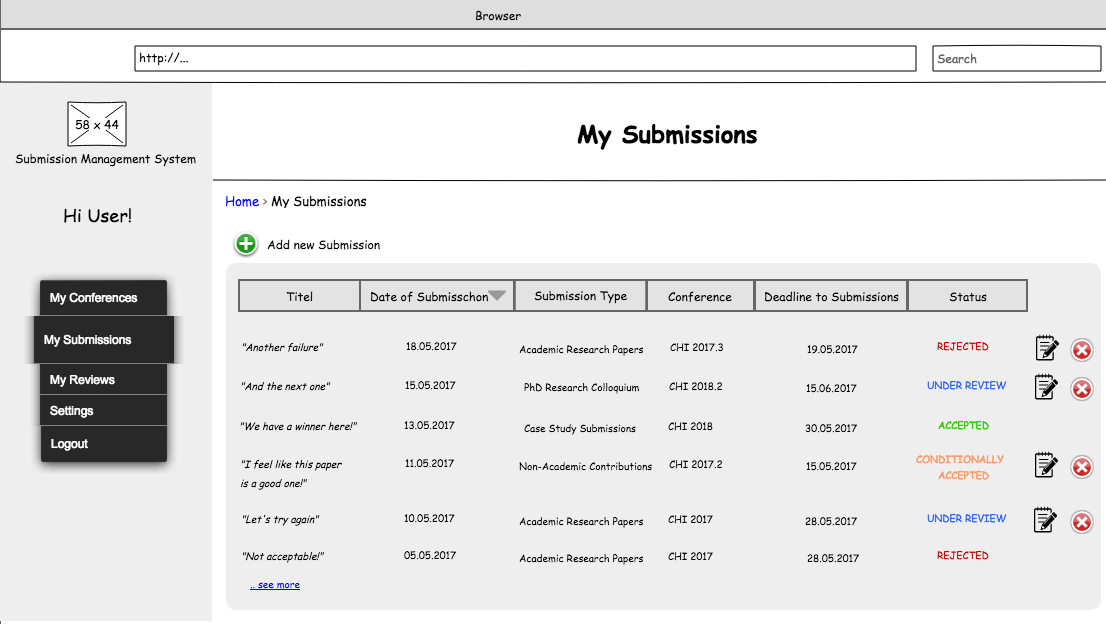 Browser
http://...
Search
58 x 44
Submission Management System
Hi User!
My Conferences
My Submissions
My Reviews
Settings
Logout
My Submissions
Home > My Submissions
Add new Submission
Titel Date of Submisschon Submission Type Conference Deadline to Submissions Status
"Another failure" 18.05.2017 Academic Research Papers CHI 2017.3 19.05.2017 REJECTED
"And the next one" 15.05.2017 PhD Research Colloquium CHI 2018.2 15.06.2017 UNDER REVIEW
"We have a winner here!" 13.05.2017 Case Study Submissions CHI 2018 30.05.2017 ACCEPTED
"I feel like this paper 11.05.2017 Non-Academic Contributions CHI 2017.2 15.05.2017 CONDITIONALLY
is a good one!" ACCEPTED
"Let's try again" 10.05.2017 Academic Research Papers CHI 2017 28.05.2017 UNDER REVIEW
"Not acceptable!" 05.05.2017 Academic Research Papers CHI 2017 28.05.2017 REJECTED
.. see more